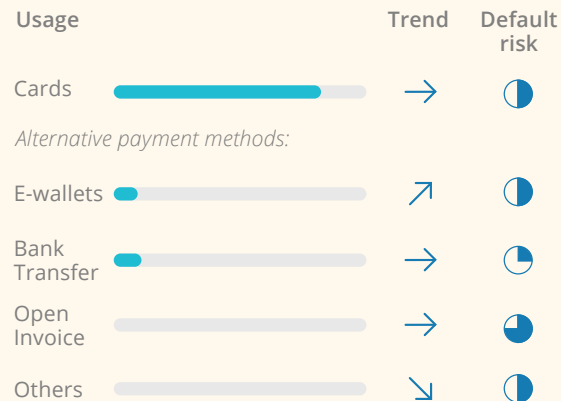 Usage Trend Default
risk
Cards
Alternative payment methods:
E-wallets
Bank
Transfer
Open
Invoice
Others